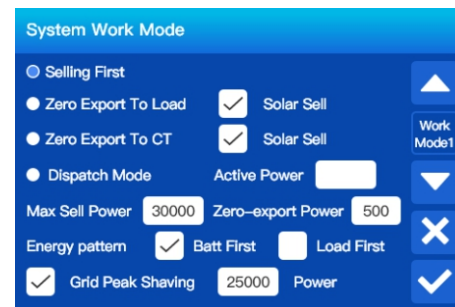 System Work Mode
Selling First
Zero Export To Load Solar Sell
Zero Export To CT Solar Sell
Dispatch Mode Active Power
Max Sell Power 30000 Zero-export Power 500
Energy pattern Batt First Load First
Grid Peak Shaving 25000 Power
Work
Mode1